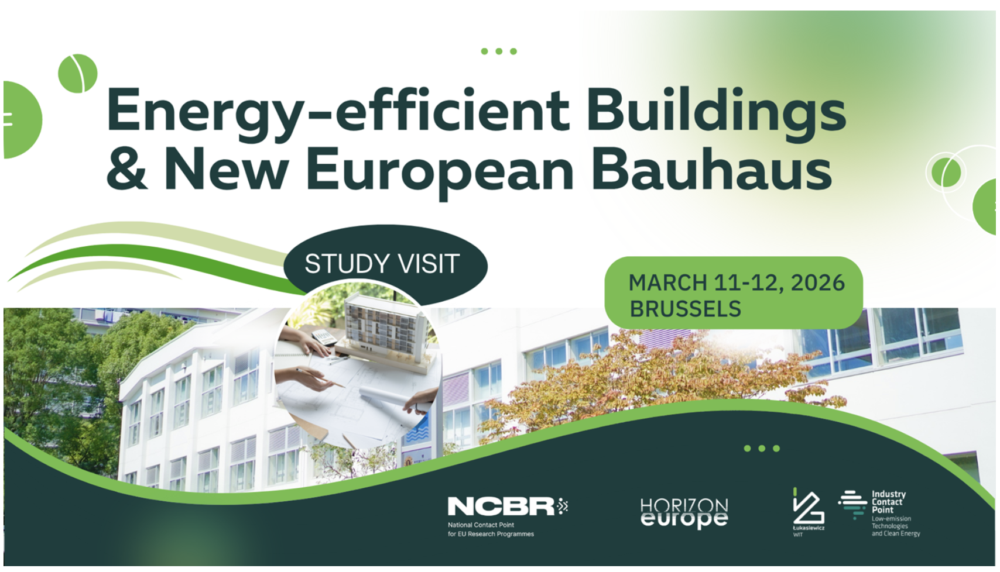 Energy-efficient Buildings
& New European Bauhaus
STUDY VISIT
MARCH 11-12, 2026
BRUSSELS
NCBR
National Contact Point
for EU Research Programmes
HORIZON
europe
Łukasiewicz
WIT
Industry
Contact
Point
Low-emission
Technologies
and Clean Energy